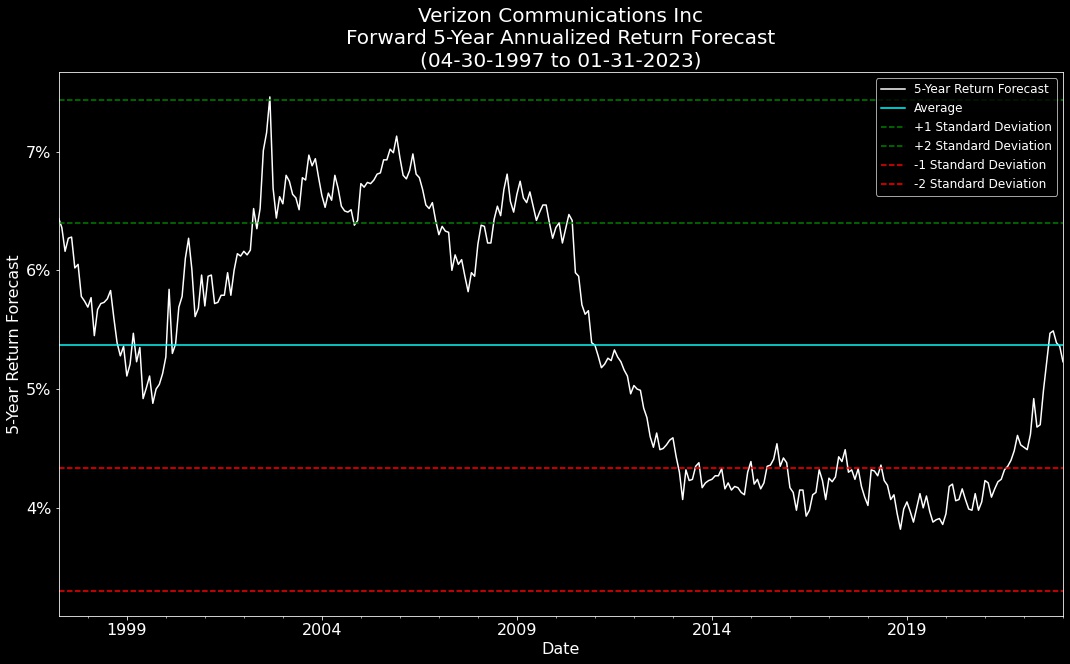 Verizon Communications Inc
Forward 5-Year Annualized Return Forecast
(04-30-1997 to 01-31-2023)
5-Year Return Forecast
Average
+1 Standard Deviation
+2 Standard Deviation
-1 Standard Deviation
-2 Standard Deviation
5-Year Return Forecast
7%
6%
5%
4%
1999
2004
2009
2014
2019
Date